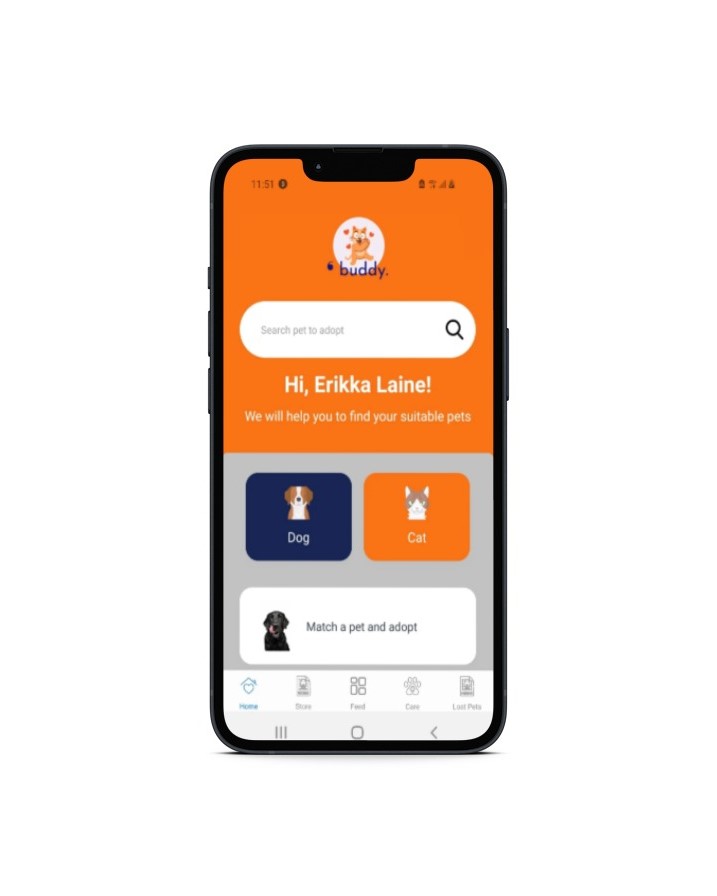 11:51
buddy.
Search pet to adopt
Hi, Erikka Laine!
We will help you to find your suitable pets
Dog
Cat
Match a pet and adopt
Home Store Feed Care Lost Pets